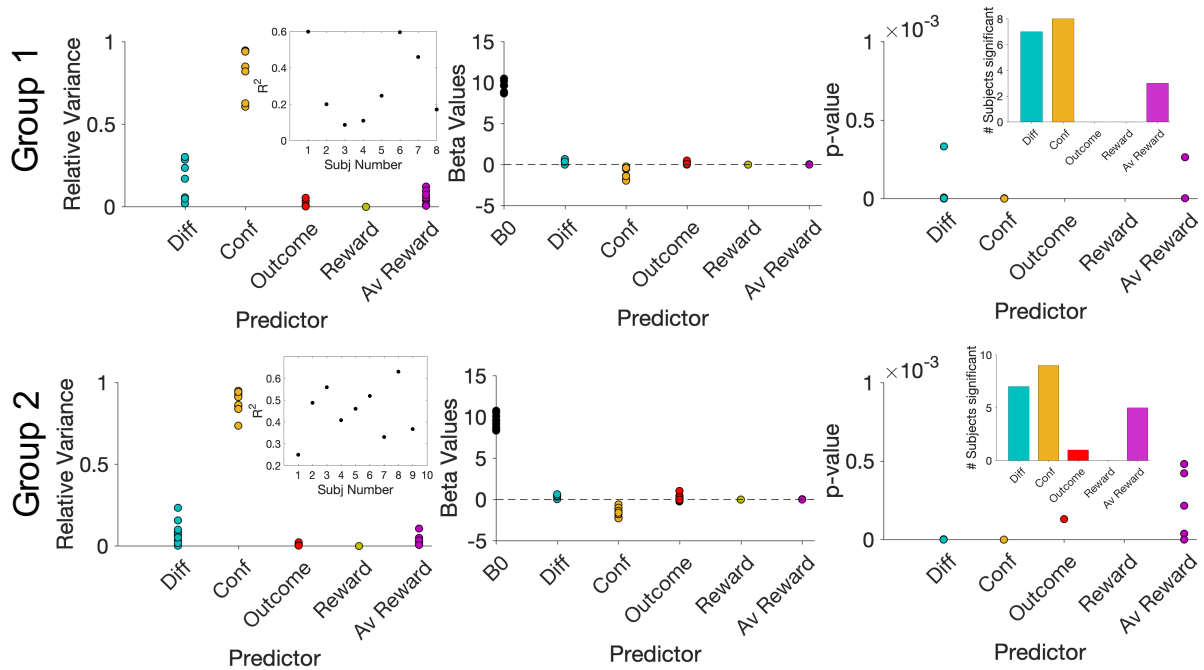 Group 1
Relative Variance
1
0.5
0
Diff
Conf
Outcome
Reward
Av Reward
Predictor
R²
0.6
0.4
0.2
0
1 2 3 4 5 6 7 8
Subj Number
Beta Values
15
10
5
0
-5
B0
Diff
Conf
Outcome
Reward
Av Reward
Predictor
p-value
×10⁻³
1
0.5
0
Diff
Conf
Outcome
Reward
Av Reward
Predictor
# Subjects significant
8
6
4
2
0
Diff
Conf
Outcome
Reward
Av Reward
Group 2
Relative Variance
1
0.5
0
Diff
Conf
Outcome
Reward
Av Reward
Predictor
R²
0.6
0.5
0.4
0.3
0.2
1 2 3 4 5 6 7 8 9 10
Subj Number
Beta Values
15
10
5
0
-5
B0
Diff
Conf
Outcome
Reward
Av Reward
Predictor
p-value
×10⁻³
1
0.5
0
Diff
Conf
Outcome
Reward
Av Reward
Predictor
# Subjects significant
10
5
0
Diff
Conf
Outcome
Reward
Av Reward